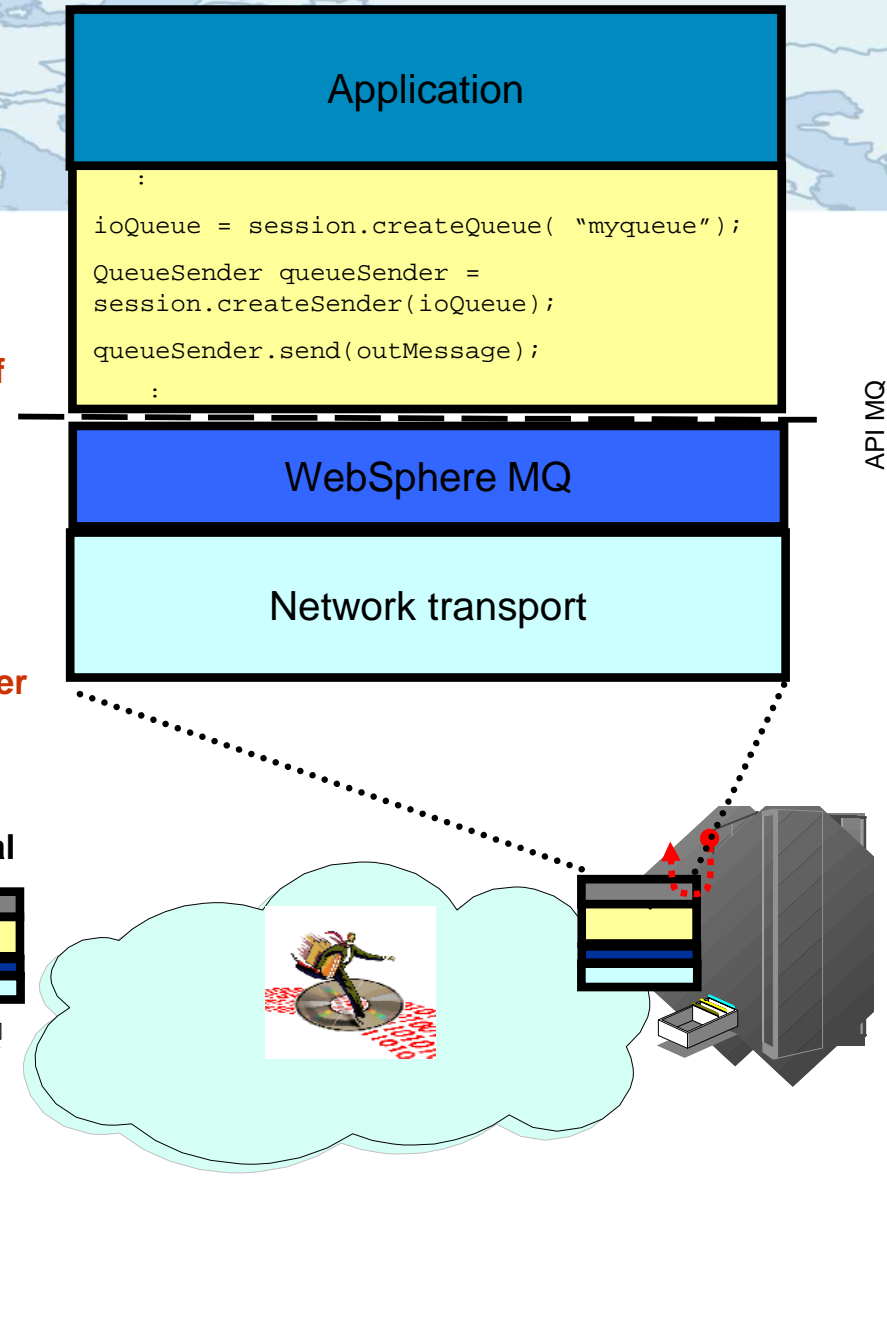 Application
:
ioQueue = session.createQueue( “myqueue”);
QueueSender queueSender =
session.createSender(ioQueue);
queueSender.send(outMessage);
:
API MQ
WebSphere MQ
Network transport